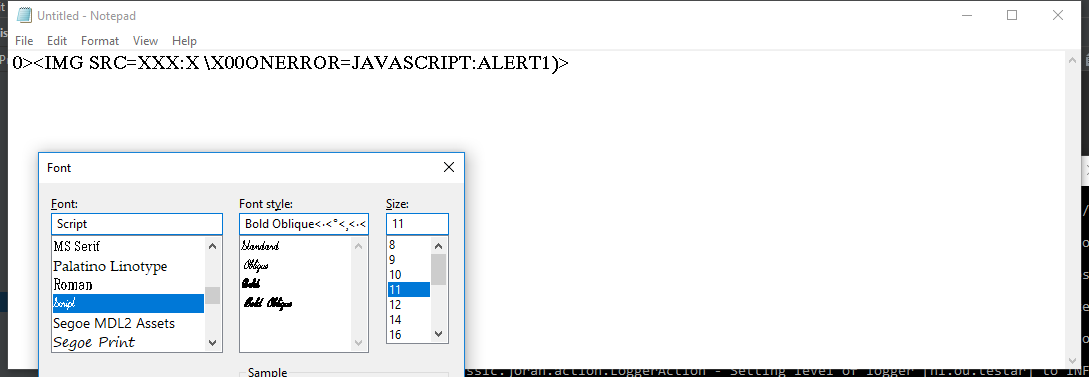 Untitled - Notepad
File Edit Format View Help
0><IMG SRC=XXX:X \X00ONERROR=JAVASCRIPT:ALERT1)>
Font
Font: Font style: Size:
Script Bold Oblique<·<°<,<·< 11
MS Serif Standard 8
Palatino Linotype Oblique 9
Roman Bold 10
Script Bold Oblique 11
Segoe MDL2 Assets 12
Segoe Print 14
16
Sample
ssic.joran.action.LoggerAction - Setting level of logger [nl.ou.testar] to INF